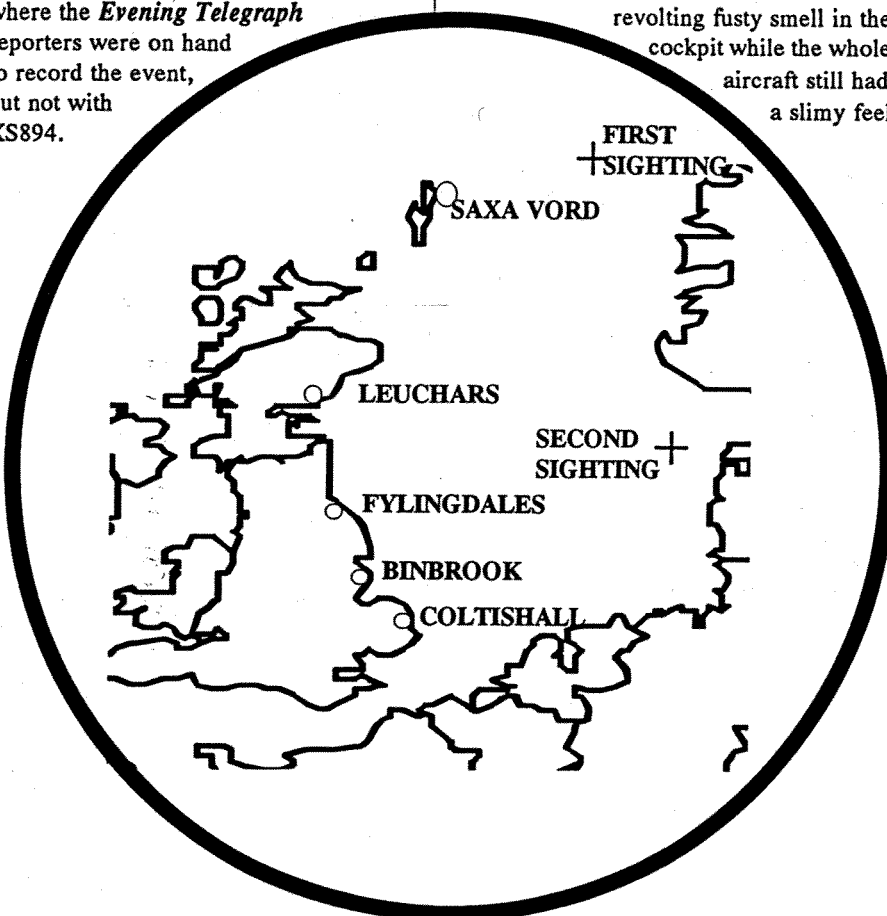 where the Evening Telegraph
reporters were on hand
to record the event,
but not with
XS894.
revolting fusty smell in the
cockpit while the whole
aircraft still had
a slimy feel
FIRST
SIGHTING
SAXA VORD
LEUCHARS
SECOND
SIGHTING
FYLINGDALES
BINBROOK
COLTISHALL